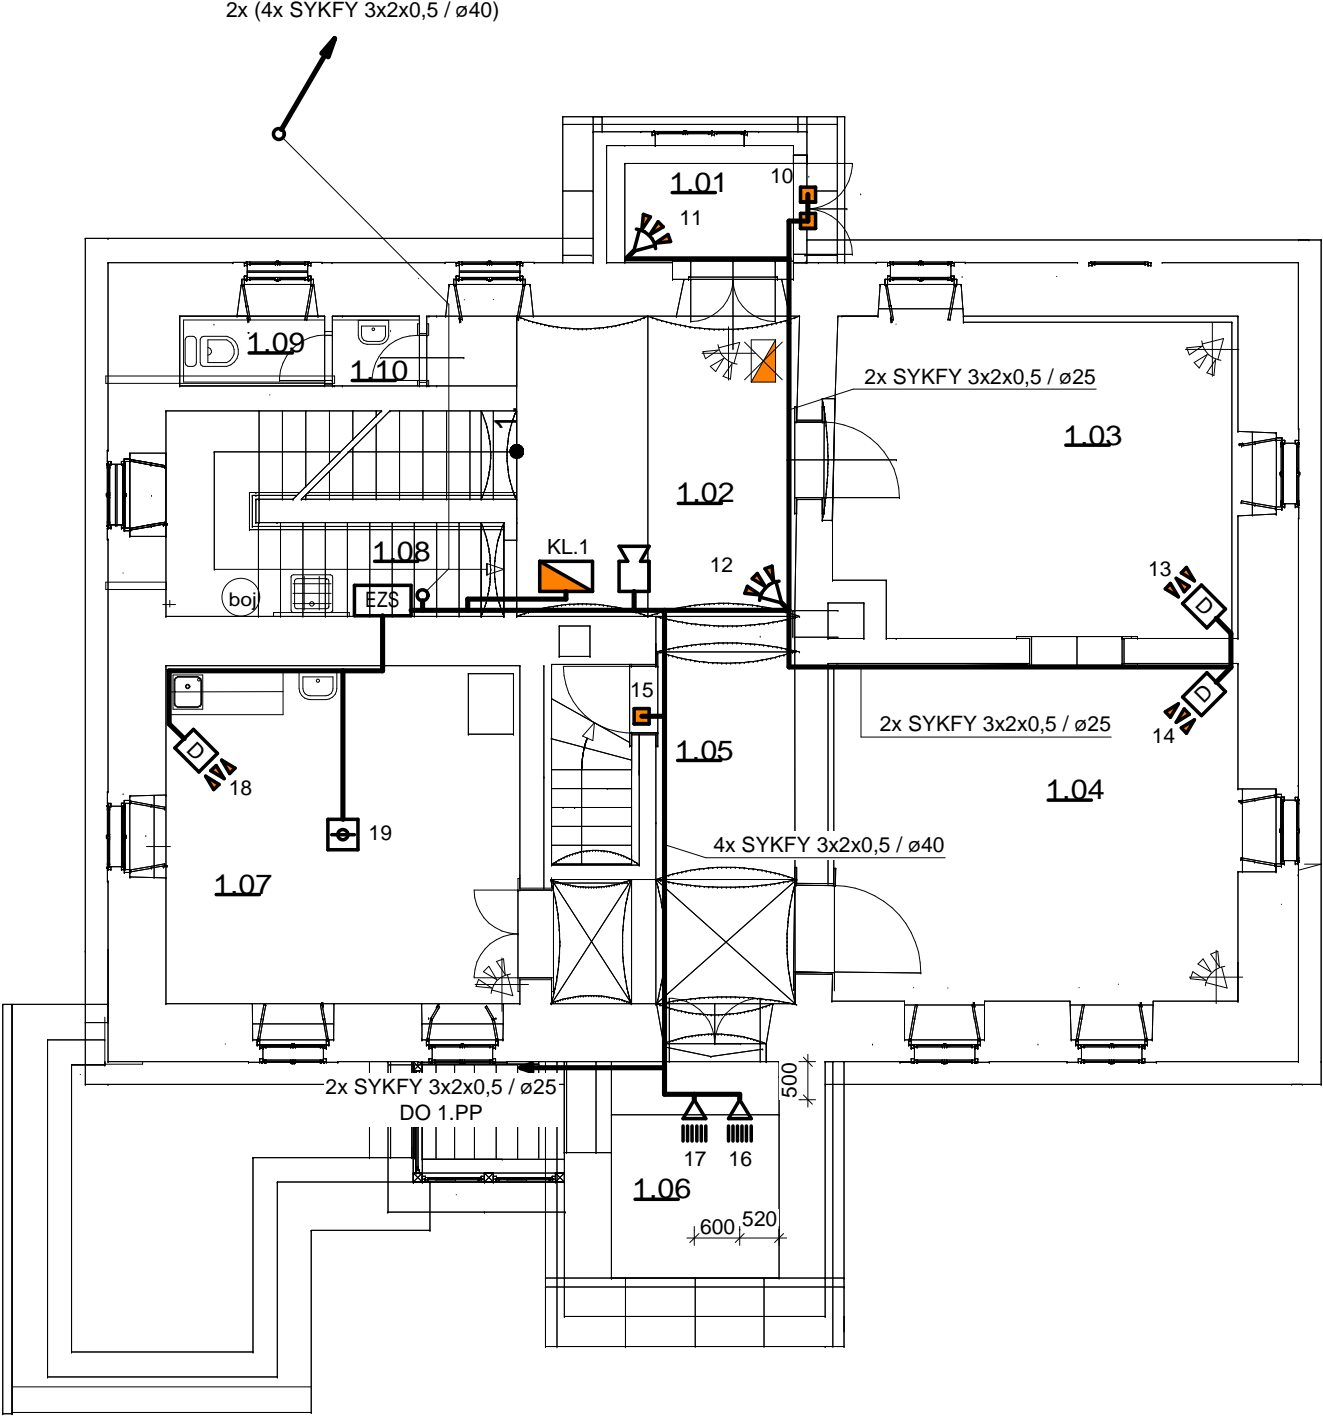 2x (4x SYKFY 3x2x0,5 / ø40)
1.01
10
11
1.09
1.10
2x SYKFY 3x2x0,5 / ø25
1
1.03
1.02
KL.1
12
1.08
13
D
boj
EZS
15
D
14
2x SYKFY 3x2x0,5 / ø25
1.05
D
18
1.04
19
4x SYKFY 3x2x0,5 / ø40
1.07
2x SYKFY 3x2x0,5 / ø25
DO 1.PP
500
17
16
1.06
600
520